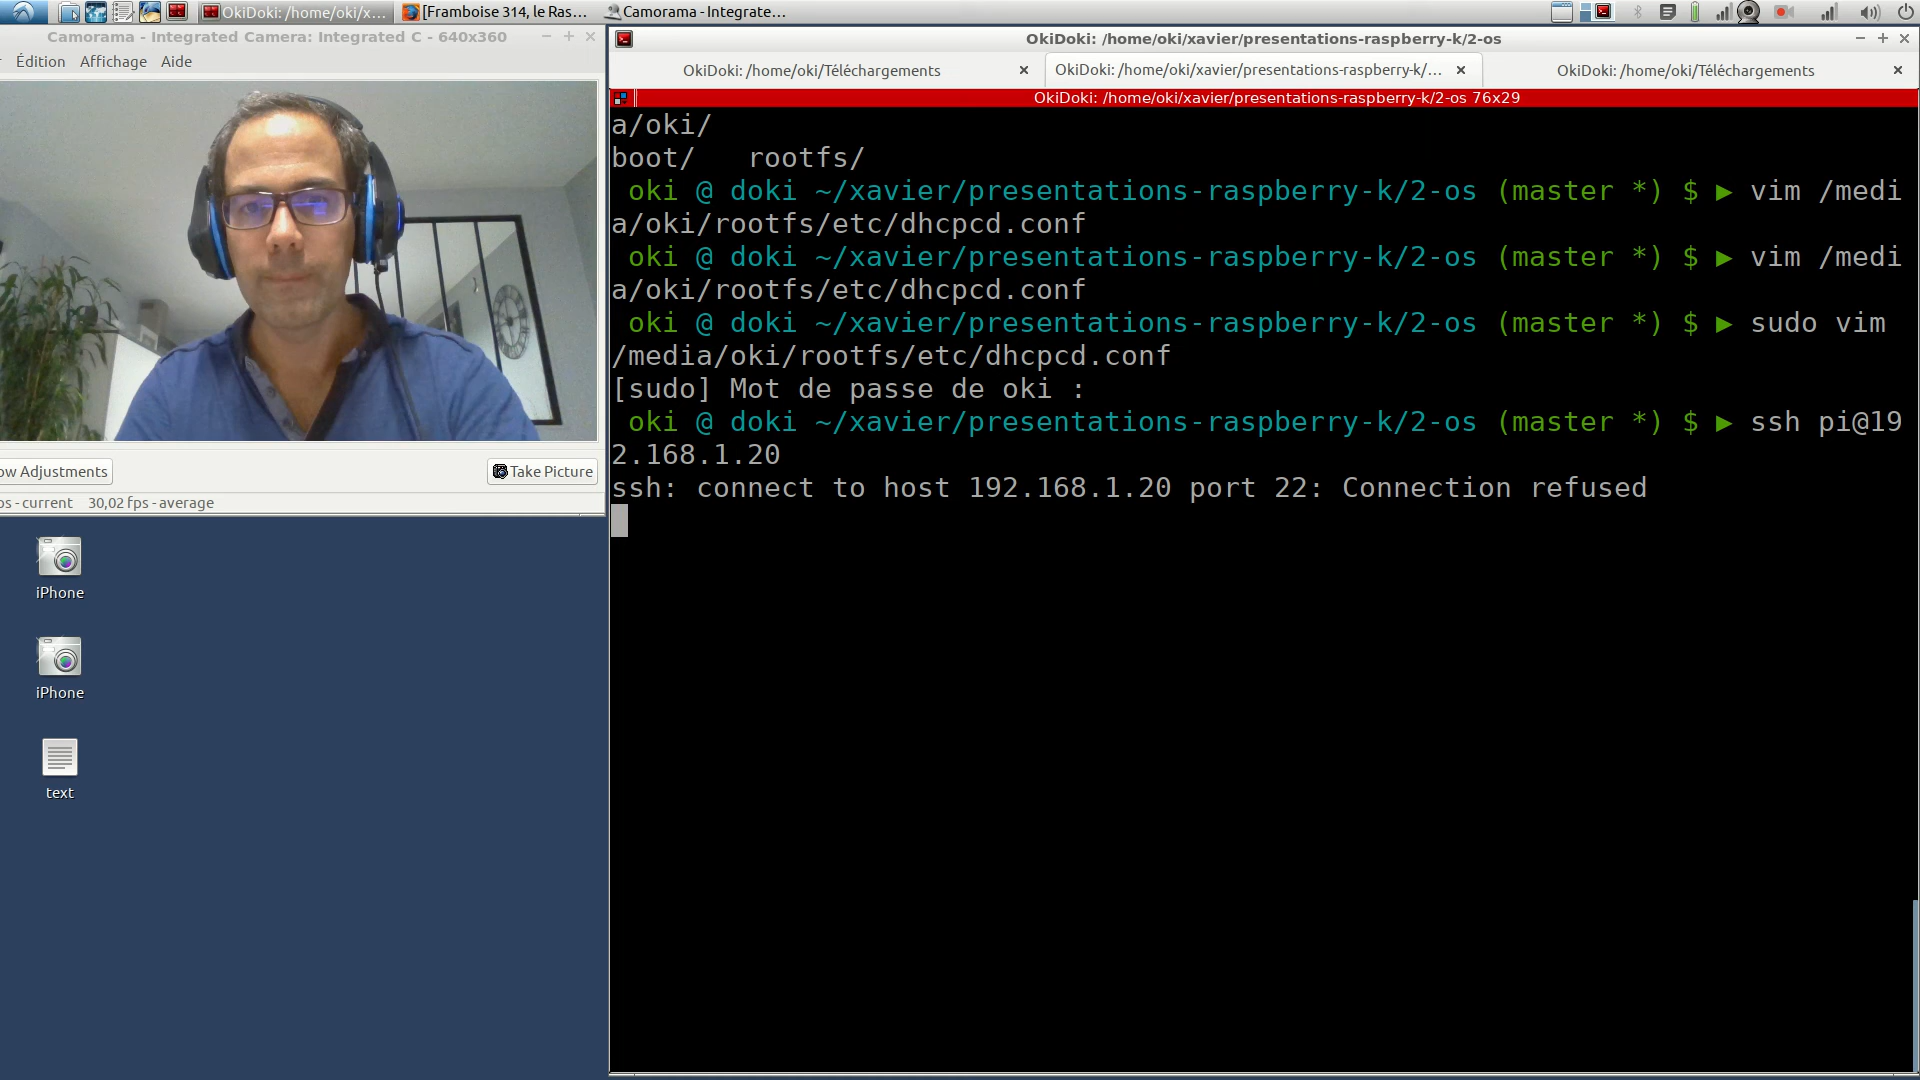 OkiDoki: /home/oki/x...
[Framboise 314, le Ras...
Camorama - Integrate...
Camorama - Integrated Camera: Integrated C - 640x360
Édition Affichage Aide
ow Adjustments
Take Picture
os - current 30,02 fps - average
iPhone
iPhone
text
OkiDoki: /home/oki/xavier/presentations-raspberry-k/2-os
OkiDoki: /home/oki/Téléchargements
OkiDoki: /home/oki/xavier/presentations-raspberry-k/...
OkiDoki: /home/oki/Téléchargements
OkiDoki: /home/oki/xavier/presentations-raspberry-k/2-os 76x29
a/oki/
boot/ rootfs/
oki @ doki ~/xavier/presentations-raspberry-k/2-os (master *) $ ▶ vim /medi
a/oki/rootfs/etc/dhcpcd.conf
oki @ doki ~/xavier/presentations-raspberry-k/2-os (master *) $ ▶ vim /medi
a/oki/rootfs/etc/dhcpcd.conf
oki @ doki ~/xavier/presentations-raspberry-k/2-os (master *) $ ▶ sudo vim
/media/oki/rootfs/etc/dhcpcd.conf
[sudo] Mot de passe de oki :
oki @ doki ~/xavier/presentations-raspberry-k/2-os (master *) $ ▶ ssh pi@19
2.168.1.20
ssh: connect to host 192.168.1.20 port 22: Connection refused